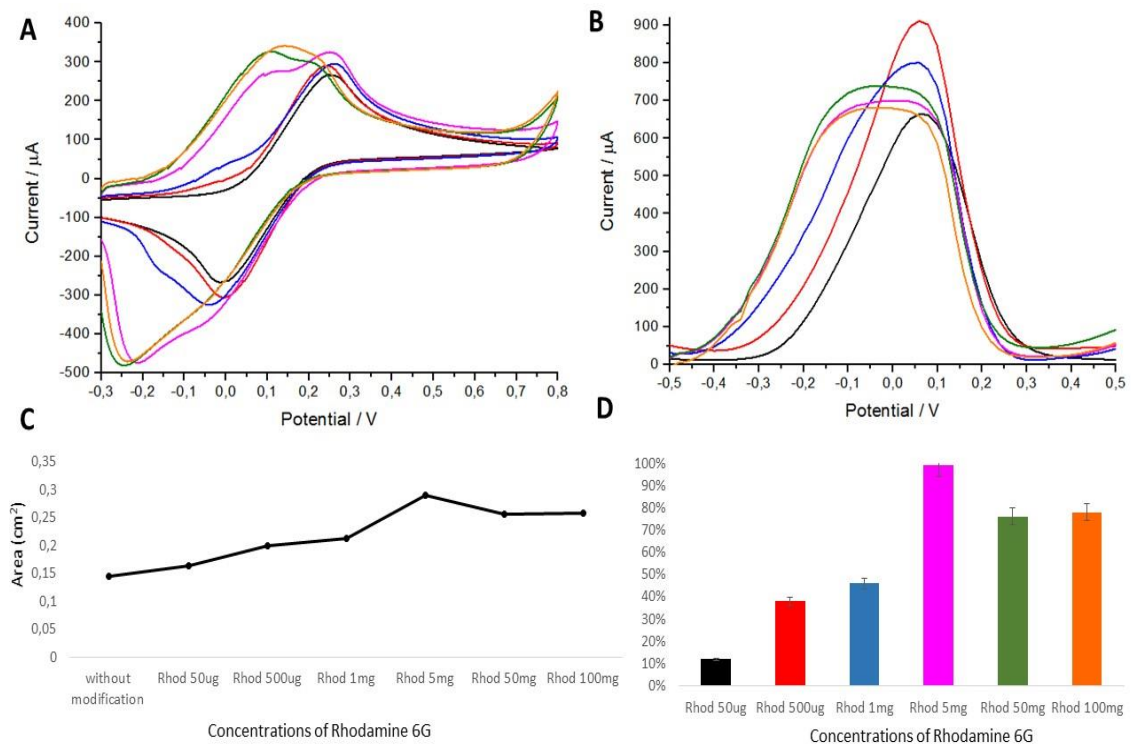 A
400
300
200
100
0
-100
-200
-300
-400
-500
Current / µA
-0,3 -0,2 -0,1 0,0 0,1 0,2 0,3 0,4 0,5 0,6 0,7 0,8
Potential / V
B
900
800
700
600
500
400
300
200
100
0
Current / µA
-0,5 -0,4 -0,3 -0,2 -0,1 0,0 0,1 0,2 0,3 0,4 0,5
Potential / V
C
0,35
0,3
0,25
0,2
0,15
0,1
0,05
0
Area (cm²)
without modification Rhod 50ug Rhod 500ug Rhod 1mg Rhod 5mg Rhod 50mg Rhod 100mg
Concentrations of Rhodamine 6G
D
100%
90%
80%
70%
60%
50%
40%
30%
20%
10%
0%
Rhod 50ug Rhod 500ug Rhod 1mg Rhod 5mg Rhod 50mg Rhod 100mg
Concentrations of Rhodamine 6G